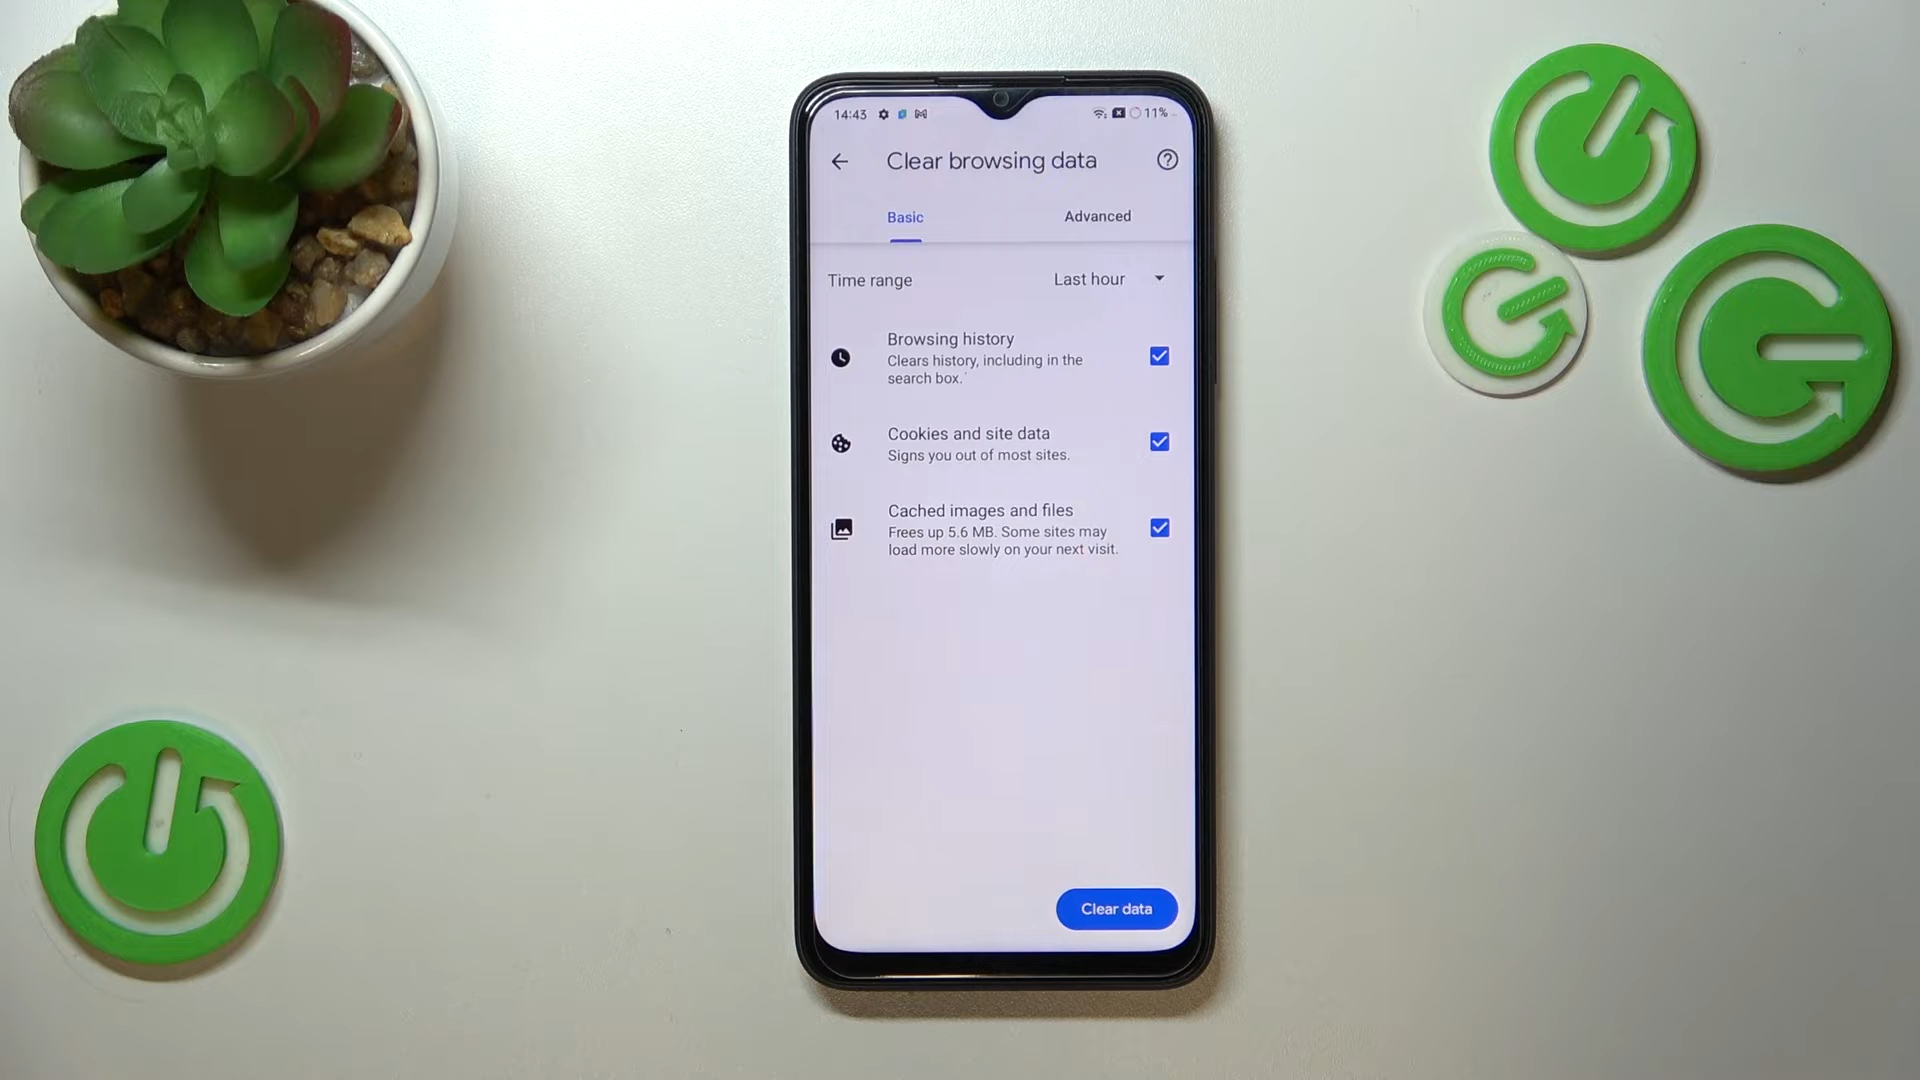 14:43
11%
Clear browsing data
Basic
Advanced
Time range
Last hour
Browsing history
Clears history, including in the
search box.
Cookies and site data
Signs you out of most sites.
Cached images and files
Frees up 5.6 MB. Some sites may
load more slowly on your next visit.
Clear data